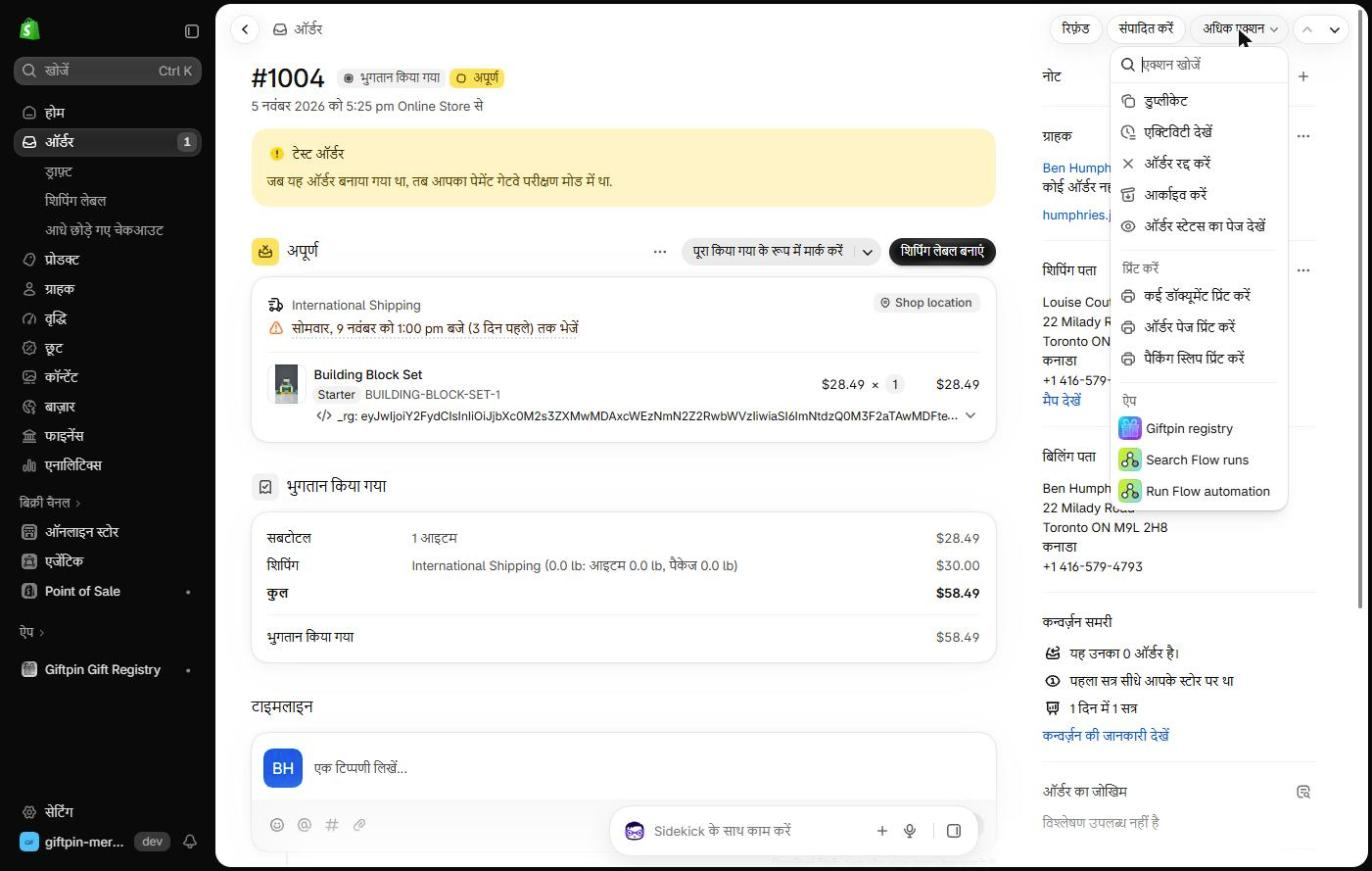 खोजें Ctrl K
होम
ऑर्डर 1
ड्राफ़्ट
शिपिंग लेबल
आधे छोड़े गए चेकआउट
प्रोडक्ट
ग्राहक
वृद्धि
छूट
कॉन्टेंट
बाज़ार
फाइनेंस
एनालिटिक्स
बिक्री चैनल
ऑनलाइन स्टोर
एजेंटिक
Point of Sale
ऐप
Giftpin Gift Registry
सेटिंग
giftpin-mer... dev
ऑर्डर
रिफ़ंड
संपादित करें
अधिक एक्शन
#1004 भुगतान किया गया अपूर्ण
5 नवंबर 2026 को 5:25 pm Online Store से
टेस्ट ऑर्डर
जब यह ऑर्डर बनाया गया था, तब आपका पेमेंट गेटवे परीक्षण मोड में था.
अपूर्ण
पूरा किया गया के रूप में मार्क करें
शिपिंग लेबल बनाएं
International Shipping
Shop location
सोमवार, 9 नवंबर को 1:00 pm बजे (3 दिन पहले) तक भेजें
Building Block Set
Starter BUILDING-BLOCK-SET-1
$28.49 × 1 $28.49
भुगतान किया गया
सबटोटल 1 आइटम $28.49
शिपिंग International Shipping (0.0 lb: आइटम 0.0 lb, पैकेज 0.0 lb) $30.00
कुल $58.49
भुगतान किया गया $58.49
टाइमलाइन
BH एक टिप्पणी लिखें...
Sidekick के साथ काम करें
एक्शन खोजें
डुप्लीकेट
एक्टिविटी देखें
ऑर्डर रद्द करें
आर्काइव करें
ऑर्डर स्टेटस का पेज देखें
प्रिंट करें
कई डॉक्यूमेंट प्रिंट करें
ऑर्डर पेज प्रिंट करें
पैकिंग स्लिप प्रिंट करें
ऐप
Giftpin registry
Search Flow runs
Run Flow automation
नोट
ग्राहक
Ben Humph
कोई ऑर्डर
humphries.j
शिपिंग पता
Louise Cou
22 Milady R
Toronto ON
कनाडा
+1 416-579-
मैप देखें
बिलिंग पता
Ben Humph
22 Milady Road
Toronto ON M9L 2H8
कनाडा
+1 416-579-4793
कन्वर्ज़न समरी
यह उनका 0 ऑर्डर है।
पहला सत्र सीधे आपके स्टोर पर था
1 दिन में 1 सत्र
कन्वर्ज़न की जानकारी देखें
ऑर्डर का जोखिम
विश्लेषण उपलब्ध नहीं है